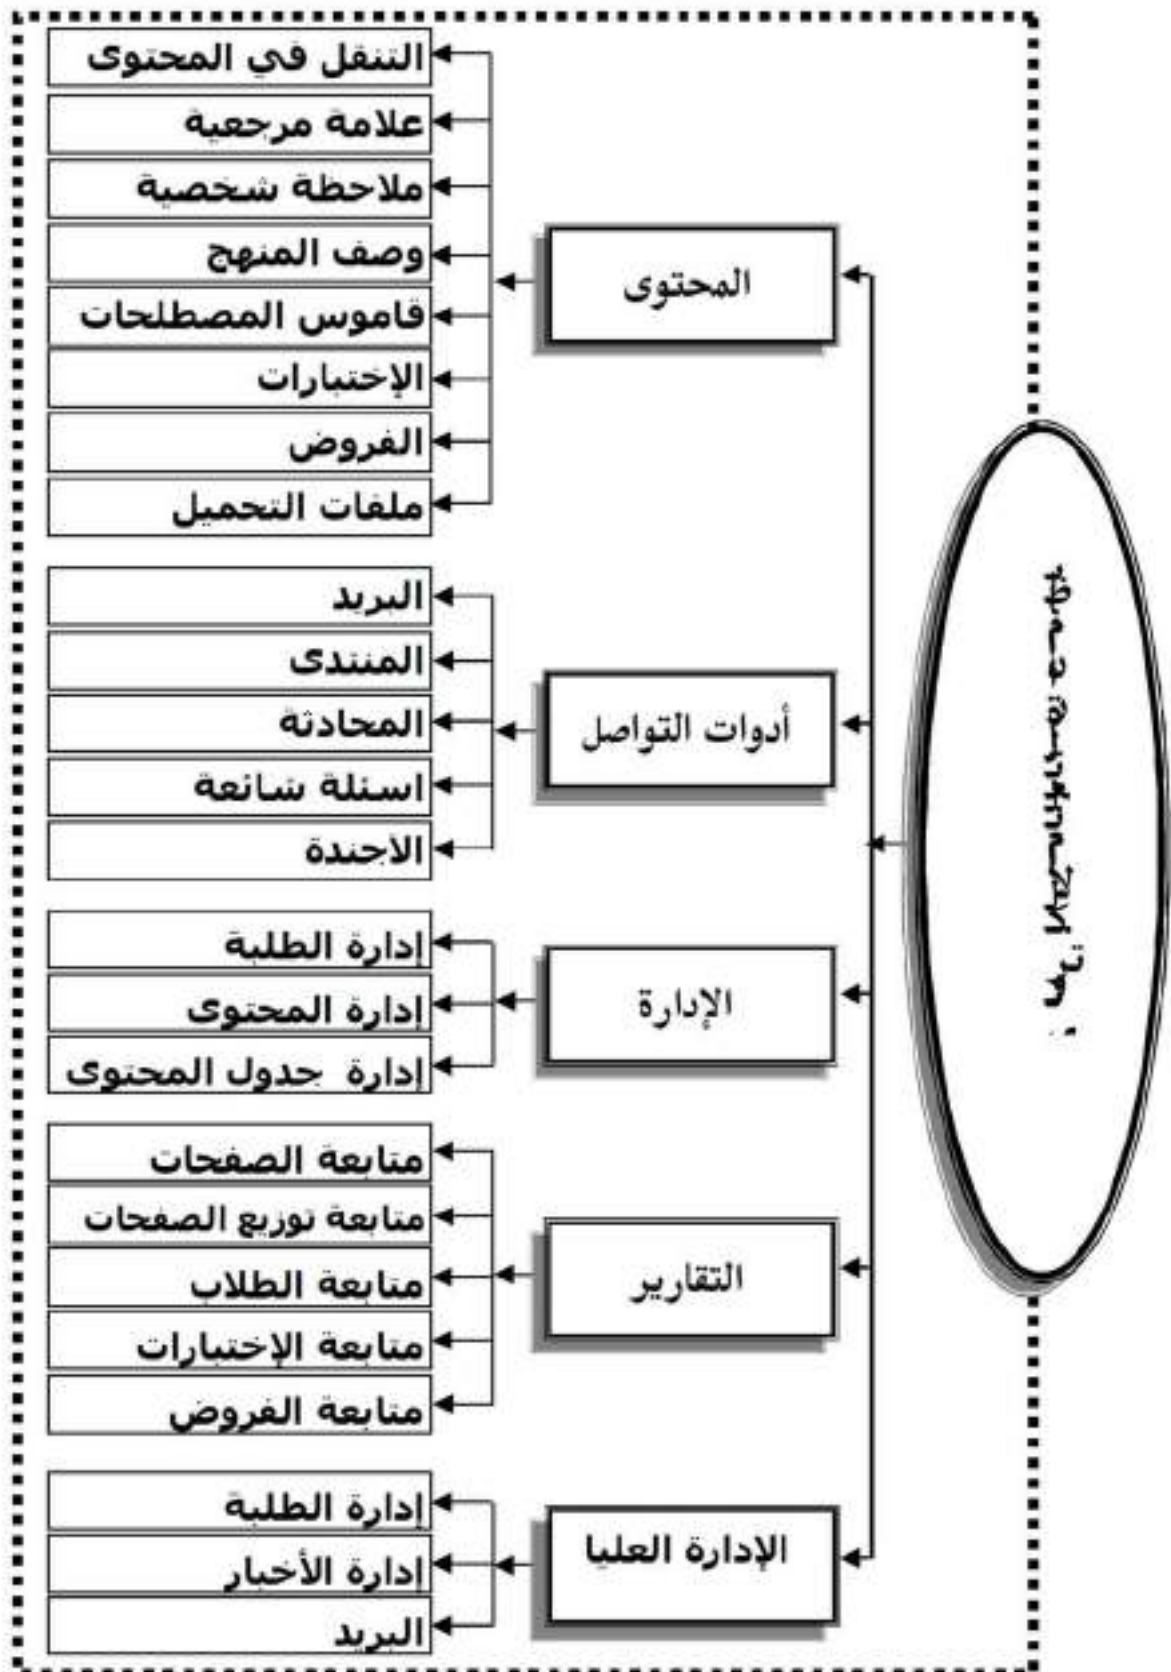 المحتوى
التنقل في المحتوى
علامة مرجعية
ملاحظة شخصية
وصف المنهج
قاموس المصطلحات
الإختبارات
الفروض
ملفات التحميل
أدوات التواصل
البريد
المنتدى
المحادثة
اسئلة شائعة
الأجندة
الإدارة
إدارة الطلبة
إدارة المحتوى
إدارة جدول المحتوى
التقارير
متابعة الصفحات
متابعة توزيع الصفحات
متابعة الطلاب
متابعة الإختبارات
متابعة الفروض
الإدارة العليا
إدارة الطلبة
إدارة الأخبار
البريد